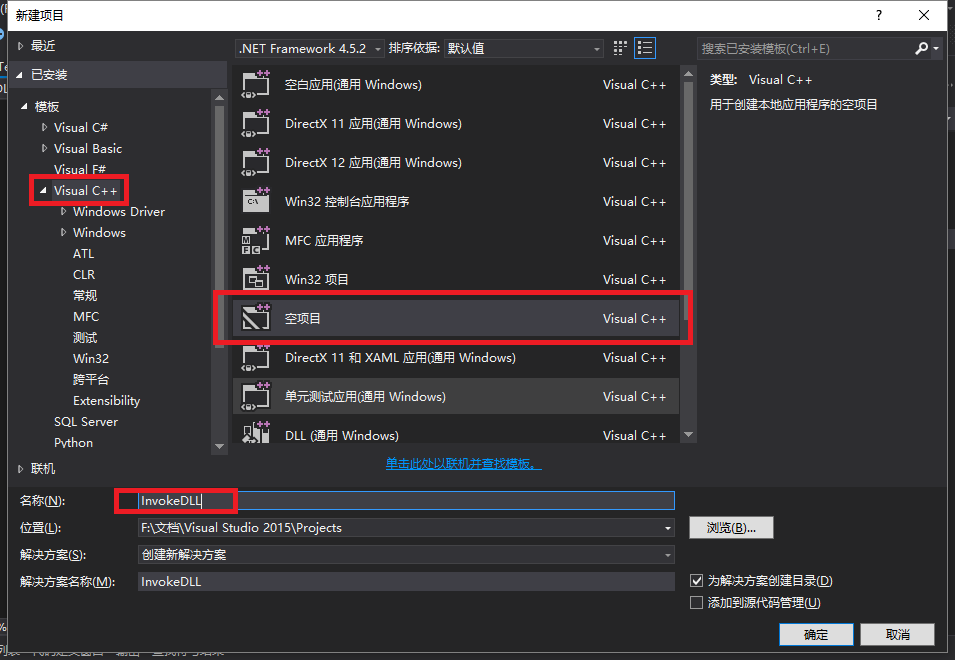 新建项目
?
最近
.NET Framework 4.5.2
排序依据:
默认值
搜索已安装模板(Ctrl+E)
已安装
模板
Visual C#
Visual Basic
Visual F#
Visual C++
Windows Driver
Windows
ATL
CLR
常规
MFC
测试
Win32
跨平台
Extensibility
SQL Server
Python
联机
空白应用(通用 Windows) Visual C++
DirectX 11 应用(通用 Windows) Visual C++
DirectX 12 应用(通用 Windows) Visual C++
Win32 控制台应用程序 Visual C++
MFC 应用程序 Visual C++
Win32 项目 Visual C++
空项目 Visual C++
DirectX 11 和 XAML 应用(通用 Windows) Visual C++
单元测试应用(通用 Windows) Visual C++
DLL (通用 Windows) Visual C++
单击此处以联机并查找模板。
类型: Visual C++
用于创建本地应用程序的空项目
名称(N): InvokeDLL
位置(L): F:\文档\Visual Studio 2015\Projects
浏览(B)...
解决方案(S): 创建新解决方案
解决方案名称(M): InvokeDLL
为解决方案创建目录(D)
添加到源代码管理(U)
确定
取消